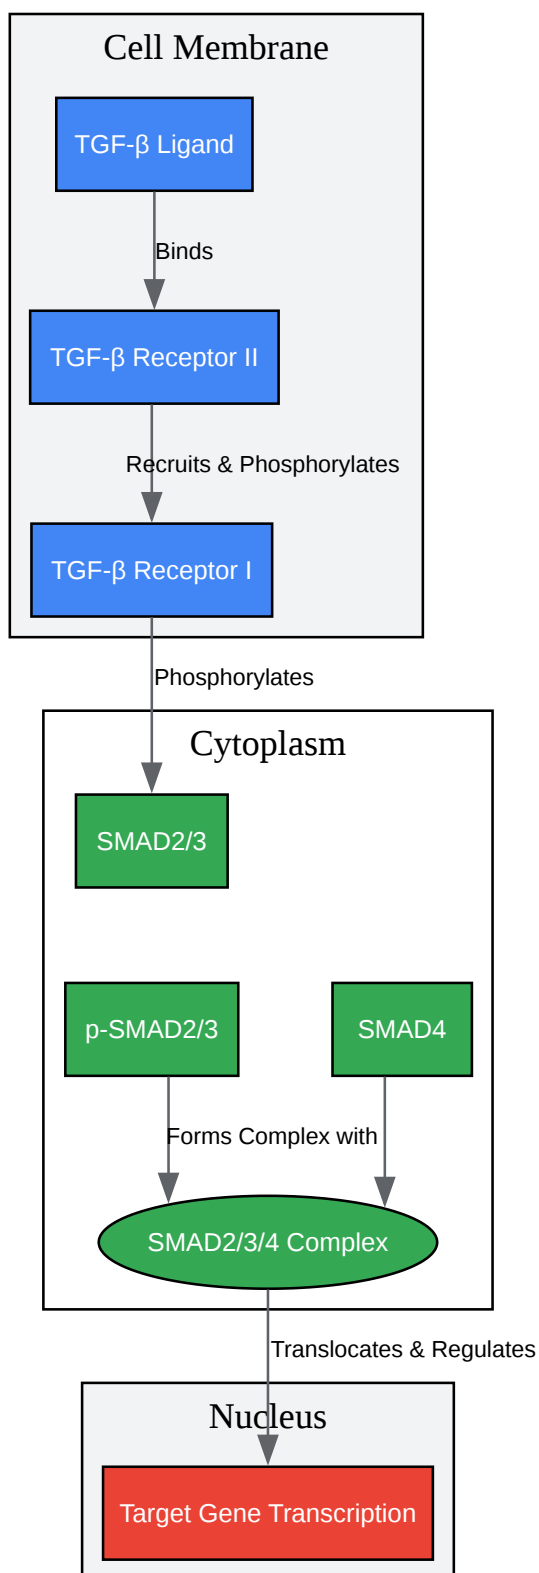 Cell Membrane
TGF-β Ligand
Binds
TGF-β Receptor II
Recruits & Phosphorylates
TGF-β Receptor I
Phosphorylates
Cytoplasm
SMAD2/3
p-SMAD2/3
SMAD4
Forms Complex with
SMAD2/3/4 Complex
Translocates & Regulates
Nucleus
Target Gene Transcription